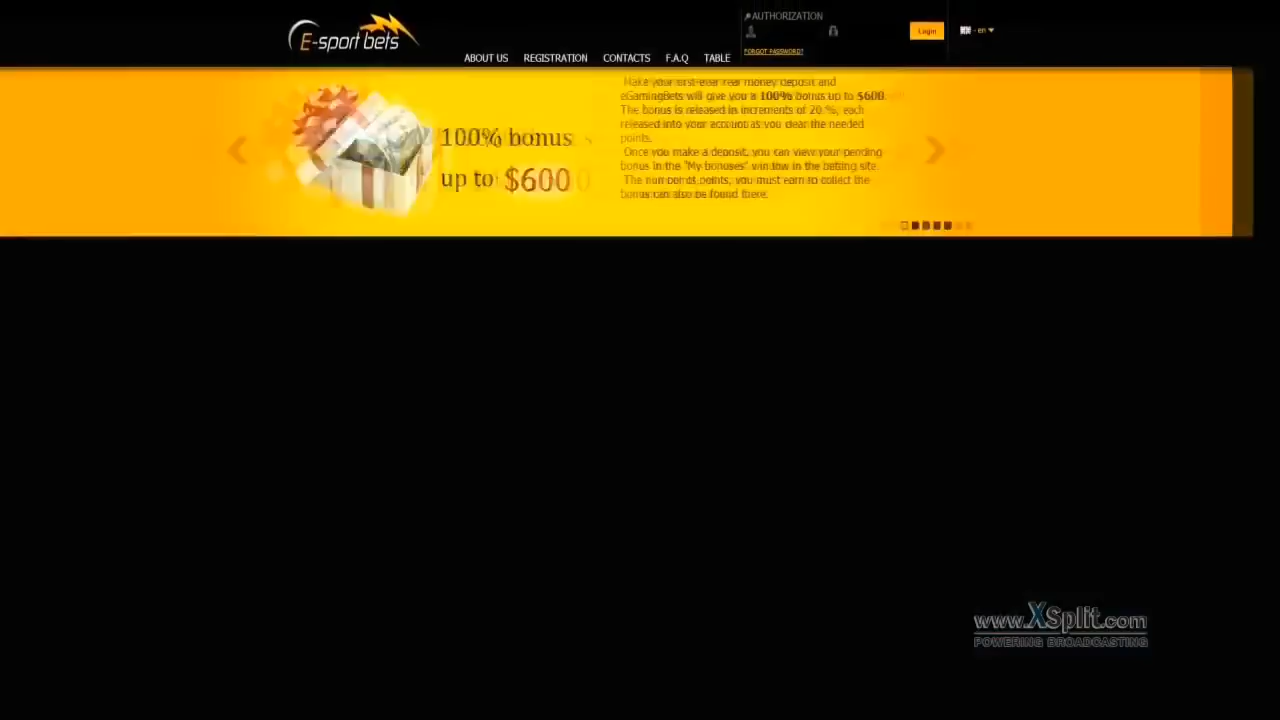 E-sport bets
AUTHORIZATION
Login
- en
FORGOT PASSWORD?
ABOUT US REGISTRATION CONTACTS F.A.Q TABLE
100% bonus
up to $600
Make your first-ever real money deposit and
eGamingBets will give you a 100% bonus up to $600.
The bonus is released in increments of 20 %, each
released into your account as you clear the needed
points.
Once you make a deposit, you can view your pending
bonus in the "My bonuses" window in the betting site.
The number of points, you must earn to collect the
bonus can also be found there.
www.XSplit.com
POWERING BROADCASTING